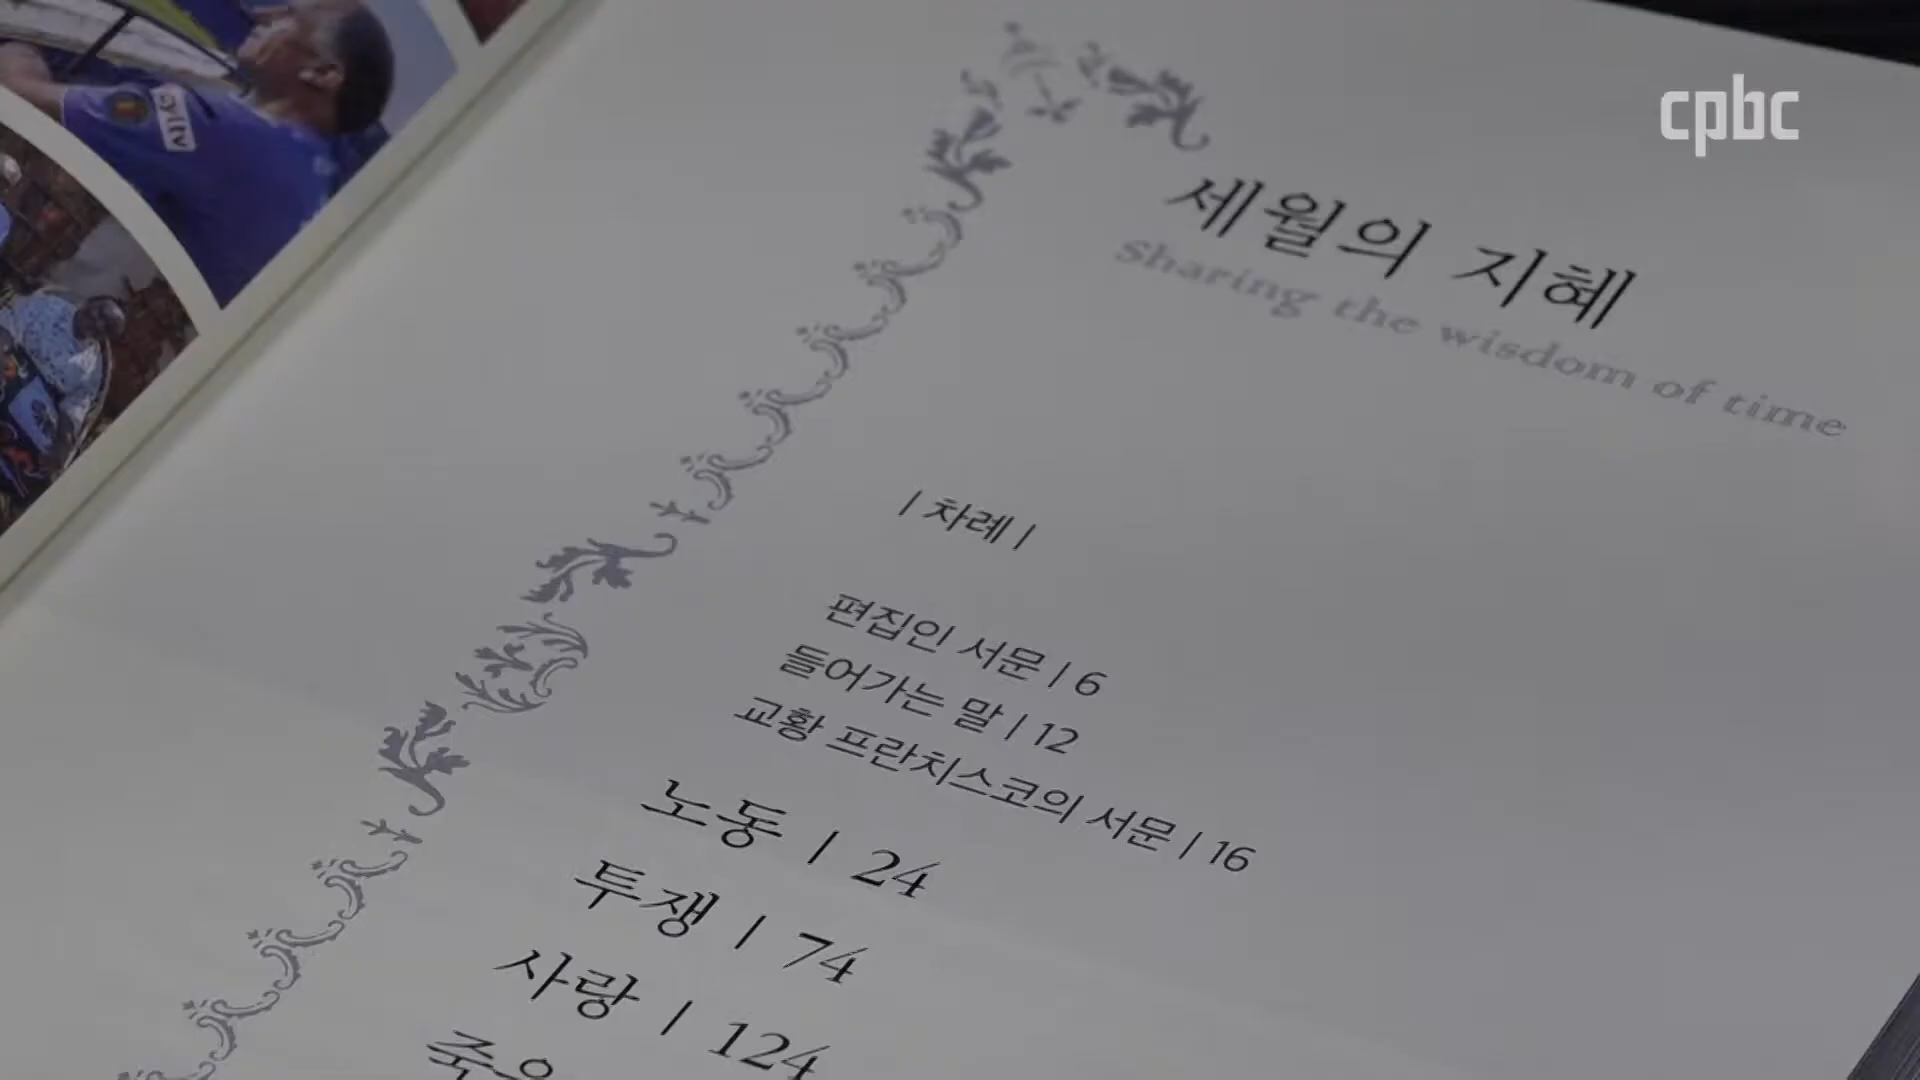 cpbc
세월의 지혜
Sharing the wisdom of time
| 차례 |
편집인 서문 | 6
들어가는 말 | 12
교황 프란치스코의 서문 | 16
노동 | 24
투쟁 | 74
사랑 | 124